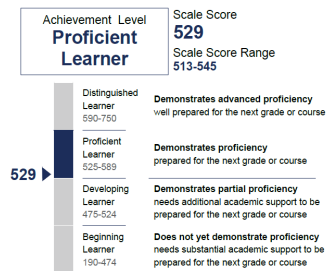 Achievement Level
Proficient
Learner
Scale Score
529
Scale Score Range
513-545
Distinguished
Learner
590-750
Demonstrates advanced proficiency
well prepared for the next grade or course
Proficient
Learner
525-589
Demonstrates proficiency
prepared for the next grade or course
529
Developing
Learner
475-524
Demonstrates partial proficiency
needs additional academic support to be
prepared for the next grade or course
Beginning
Learner
190-474
Does not yet demonstrate proficiency
needs substantial academic support to be
prepared for the next grade or course